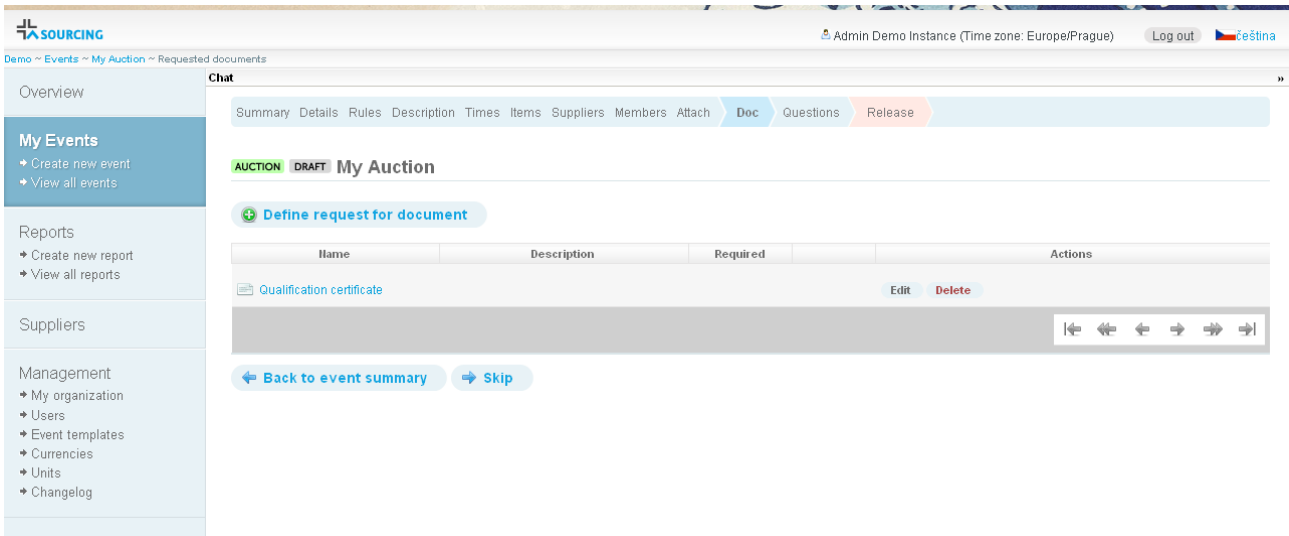 SOURCING
Admin Demo Instance (Time zone: Europe/Prague) Log out čeština
Demo ~ Events ~ My Auction ~ Requested documents
Chat »
Overview
Summary Details Rules Description Times Items Suppliers Members Attach Doc Questions Release
My Events
Create new event
View all events
AUCTION DRAFT My Auction
Define request for document
Reports
Create new report
View all reports
Name Description Required Actions
Qualification certificate Edit Delete
Suppliers
Back to event summary Skip
Management
My organization
Users
Event templates
Currencies
Units
Changelog